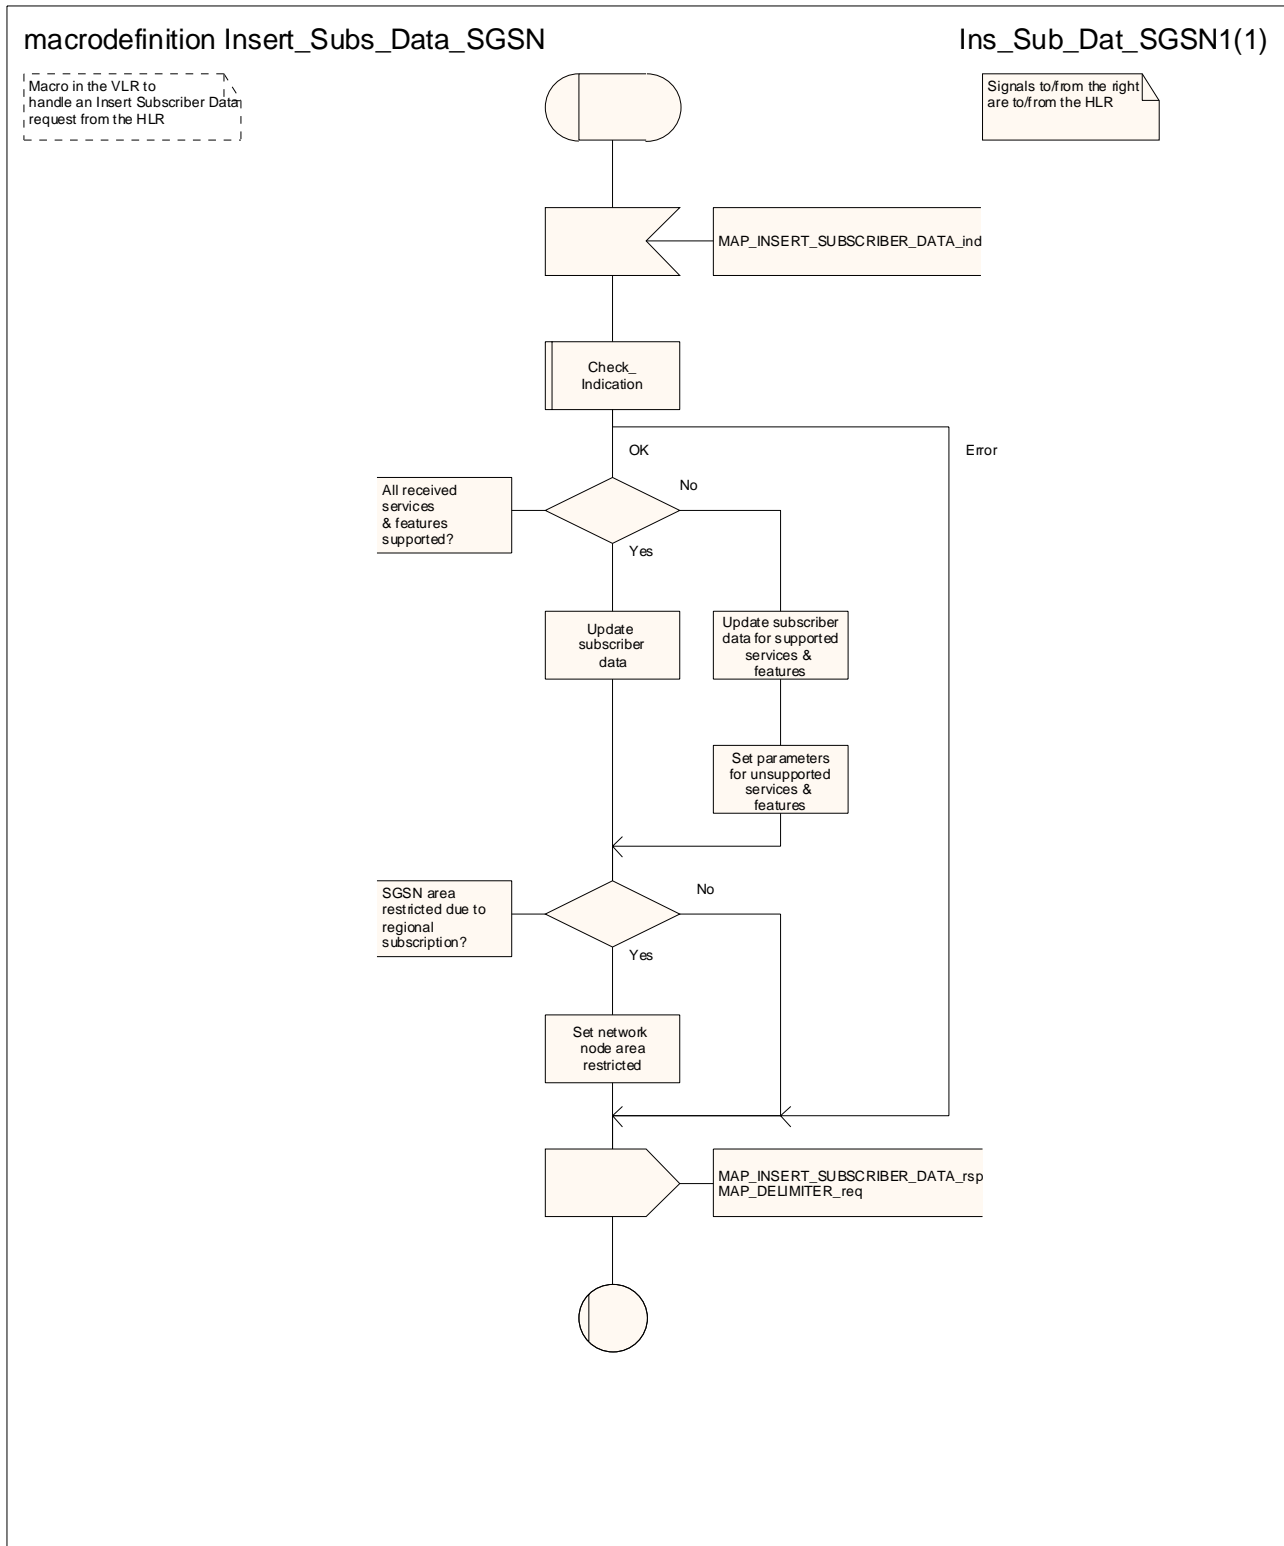 macrodefinition Insert_Subs_Data_SGSN
Ins_Sub_Dat_SGSN1(1)
Macro in the VLR to
handle an Insert Subscriber Data
request from the HLR
Signals to/from the right
are to/from the HLR
MAP_INSERT_SUBSCRIBER_DATA_ind
Check_
Indication
OK
Error
All received
services
& features
supported?
No
Yes
Update
subscriber
data
Update subscriber
data for supported
services &
features
Set parameters
for unsupported
services &
features
SGSN area
restricted due to
regional
subscription?
No
Yes
Set network
node area
restricted
MAP_INSERT_SUBSCRIBER_DATA_rsp
MAP_DELIMITER_req